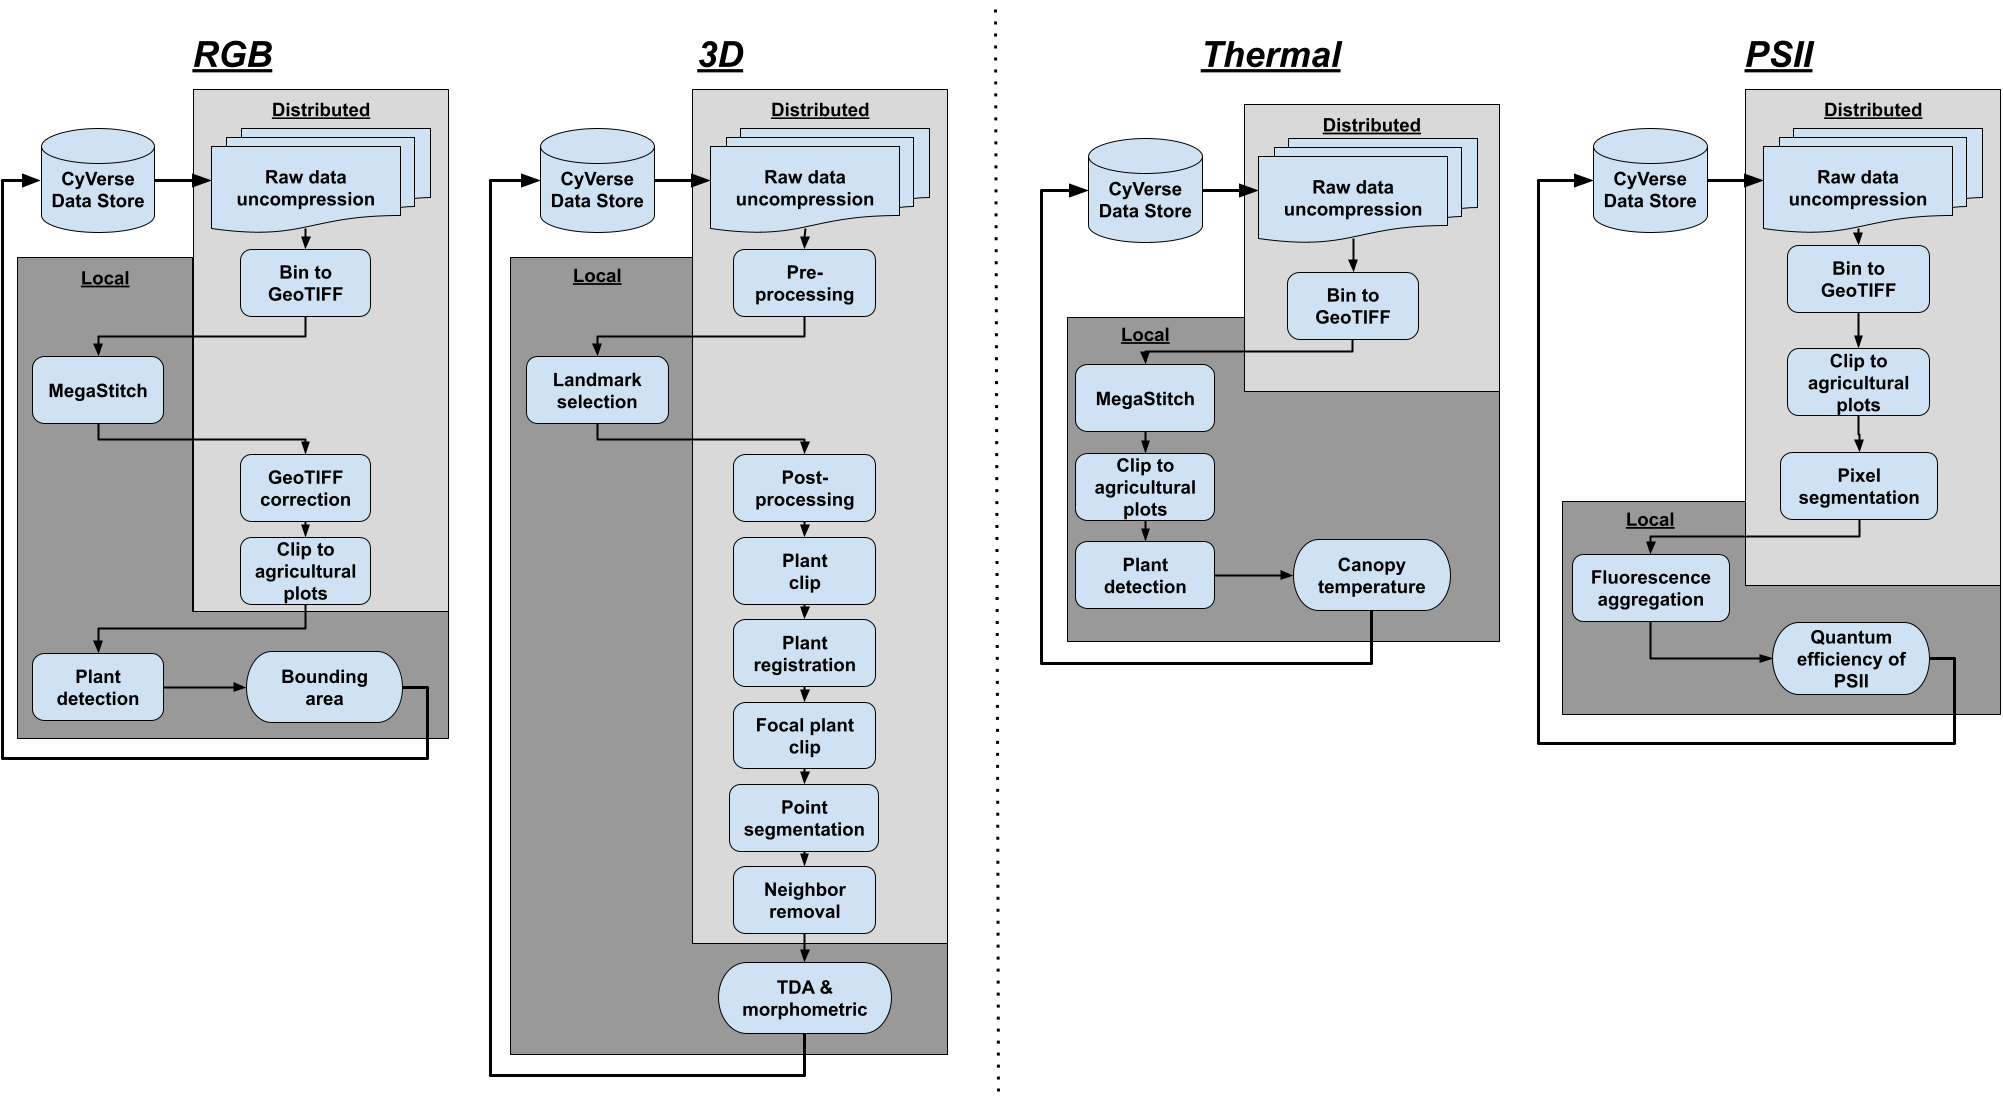 RGB
Distributed
CyVerse
Data Store
Raw data
uncompression
Bin to
GeoTIFF
Local
MegaStitch
GeoTIFF
correction
Clip to
agricultural
plots
Plant
detection
Bounding
area
3D
Distributed
CyVerse
Data Store
Raw data
uncompression
Pre-
processing
Local
Landmark
selection
Post-
processing
Plant
clip
Plant
registration
Focal plant
clip
Point
segmentation
Neighbor
removal
TDA &
morphometric
Thermal
Distributed
CyVerse
Data Store
Raw data
uncompression
Bin to
GeoTIFF
Local
MegaStitch
Clip to
agricultural
plots
Plant
detection
Canopy
temperature
PSII
Distributed
CyVerse
Data Store
Raw data
uncompression
Bin to
GeoTIFF
Clip to
agricultural
plots
Pixel
segmentation
Local
Fluorescence
aggregation
Quantum
efficiency of
PSII